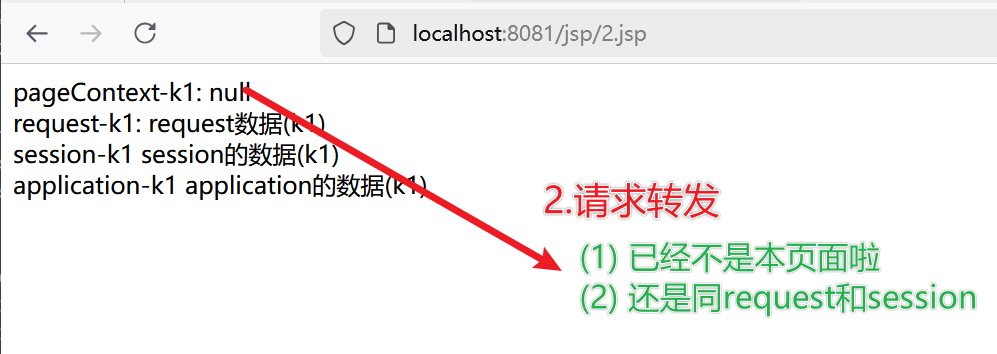 localhost:8081/jsp/2.jsp
pageContext-k1: null
request-k1: request数据(k1)
session-k1 session的数据(k1)
application-k1 application的数据(k1)
2.请求转发
(1) 已经不是本页面啦
(2) 还是同request和session